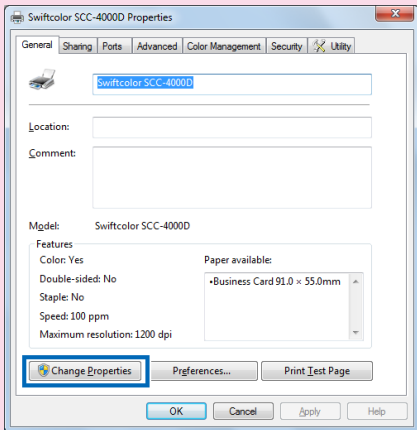 Swiftcolor SCC-4000D Properties
General Sharing Ports Advanced Color Management Security Utility
Swiftcolor SCC-4000D
Location:
Comment:
Model: Swiftcolor SCC-4000D
Features
Color: Yes Paper available:
Double-sided: No •Business Card 91.0 × 55.0mm
Staple: No
Speed: 100 ppm
Maximum resolution: 1200 dpi
Change Properties Preferences... Print Test Page
OK Cancel Apply Help